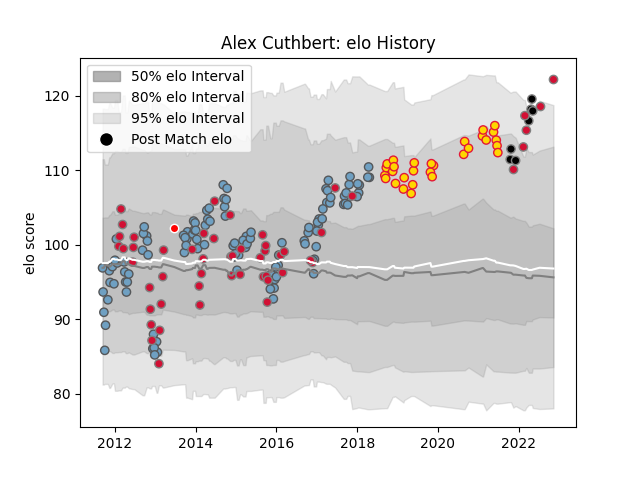 Alex Cuthbert: elo History
50% elo Interval
80% elo Interval
95% elo Interval
Post Match elo
elo score
120
110
100
90
80
2012 2014 2016 2018 2020 2022